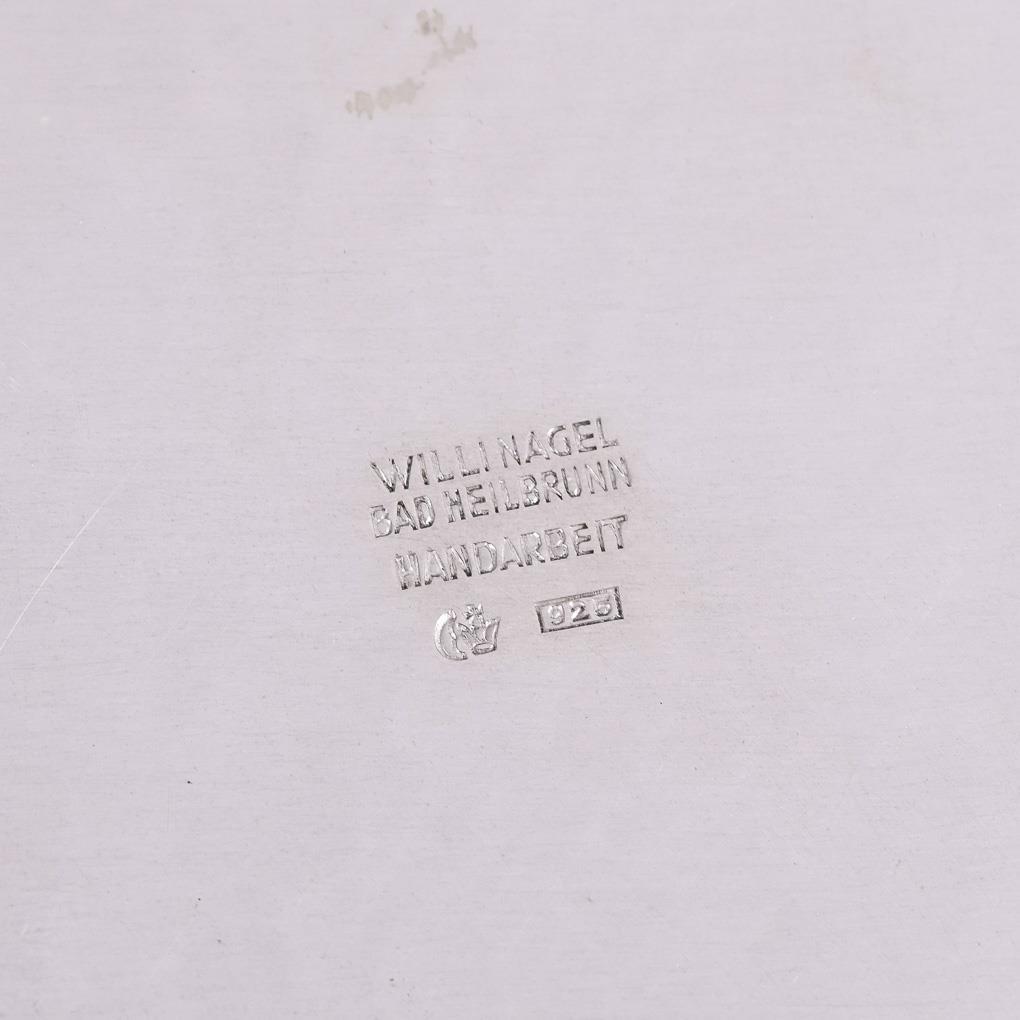 WILLI NAGEL
BAD HEILBRUNN
HANDARBEIT
925